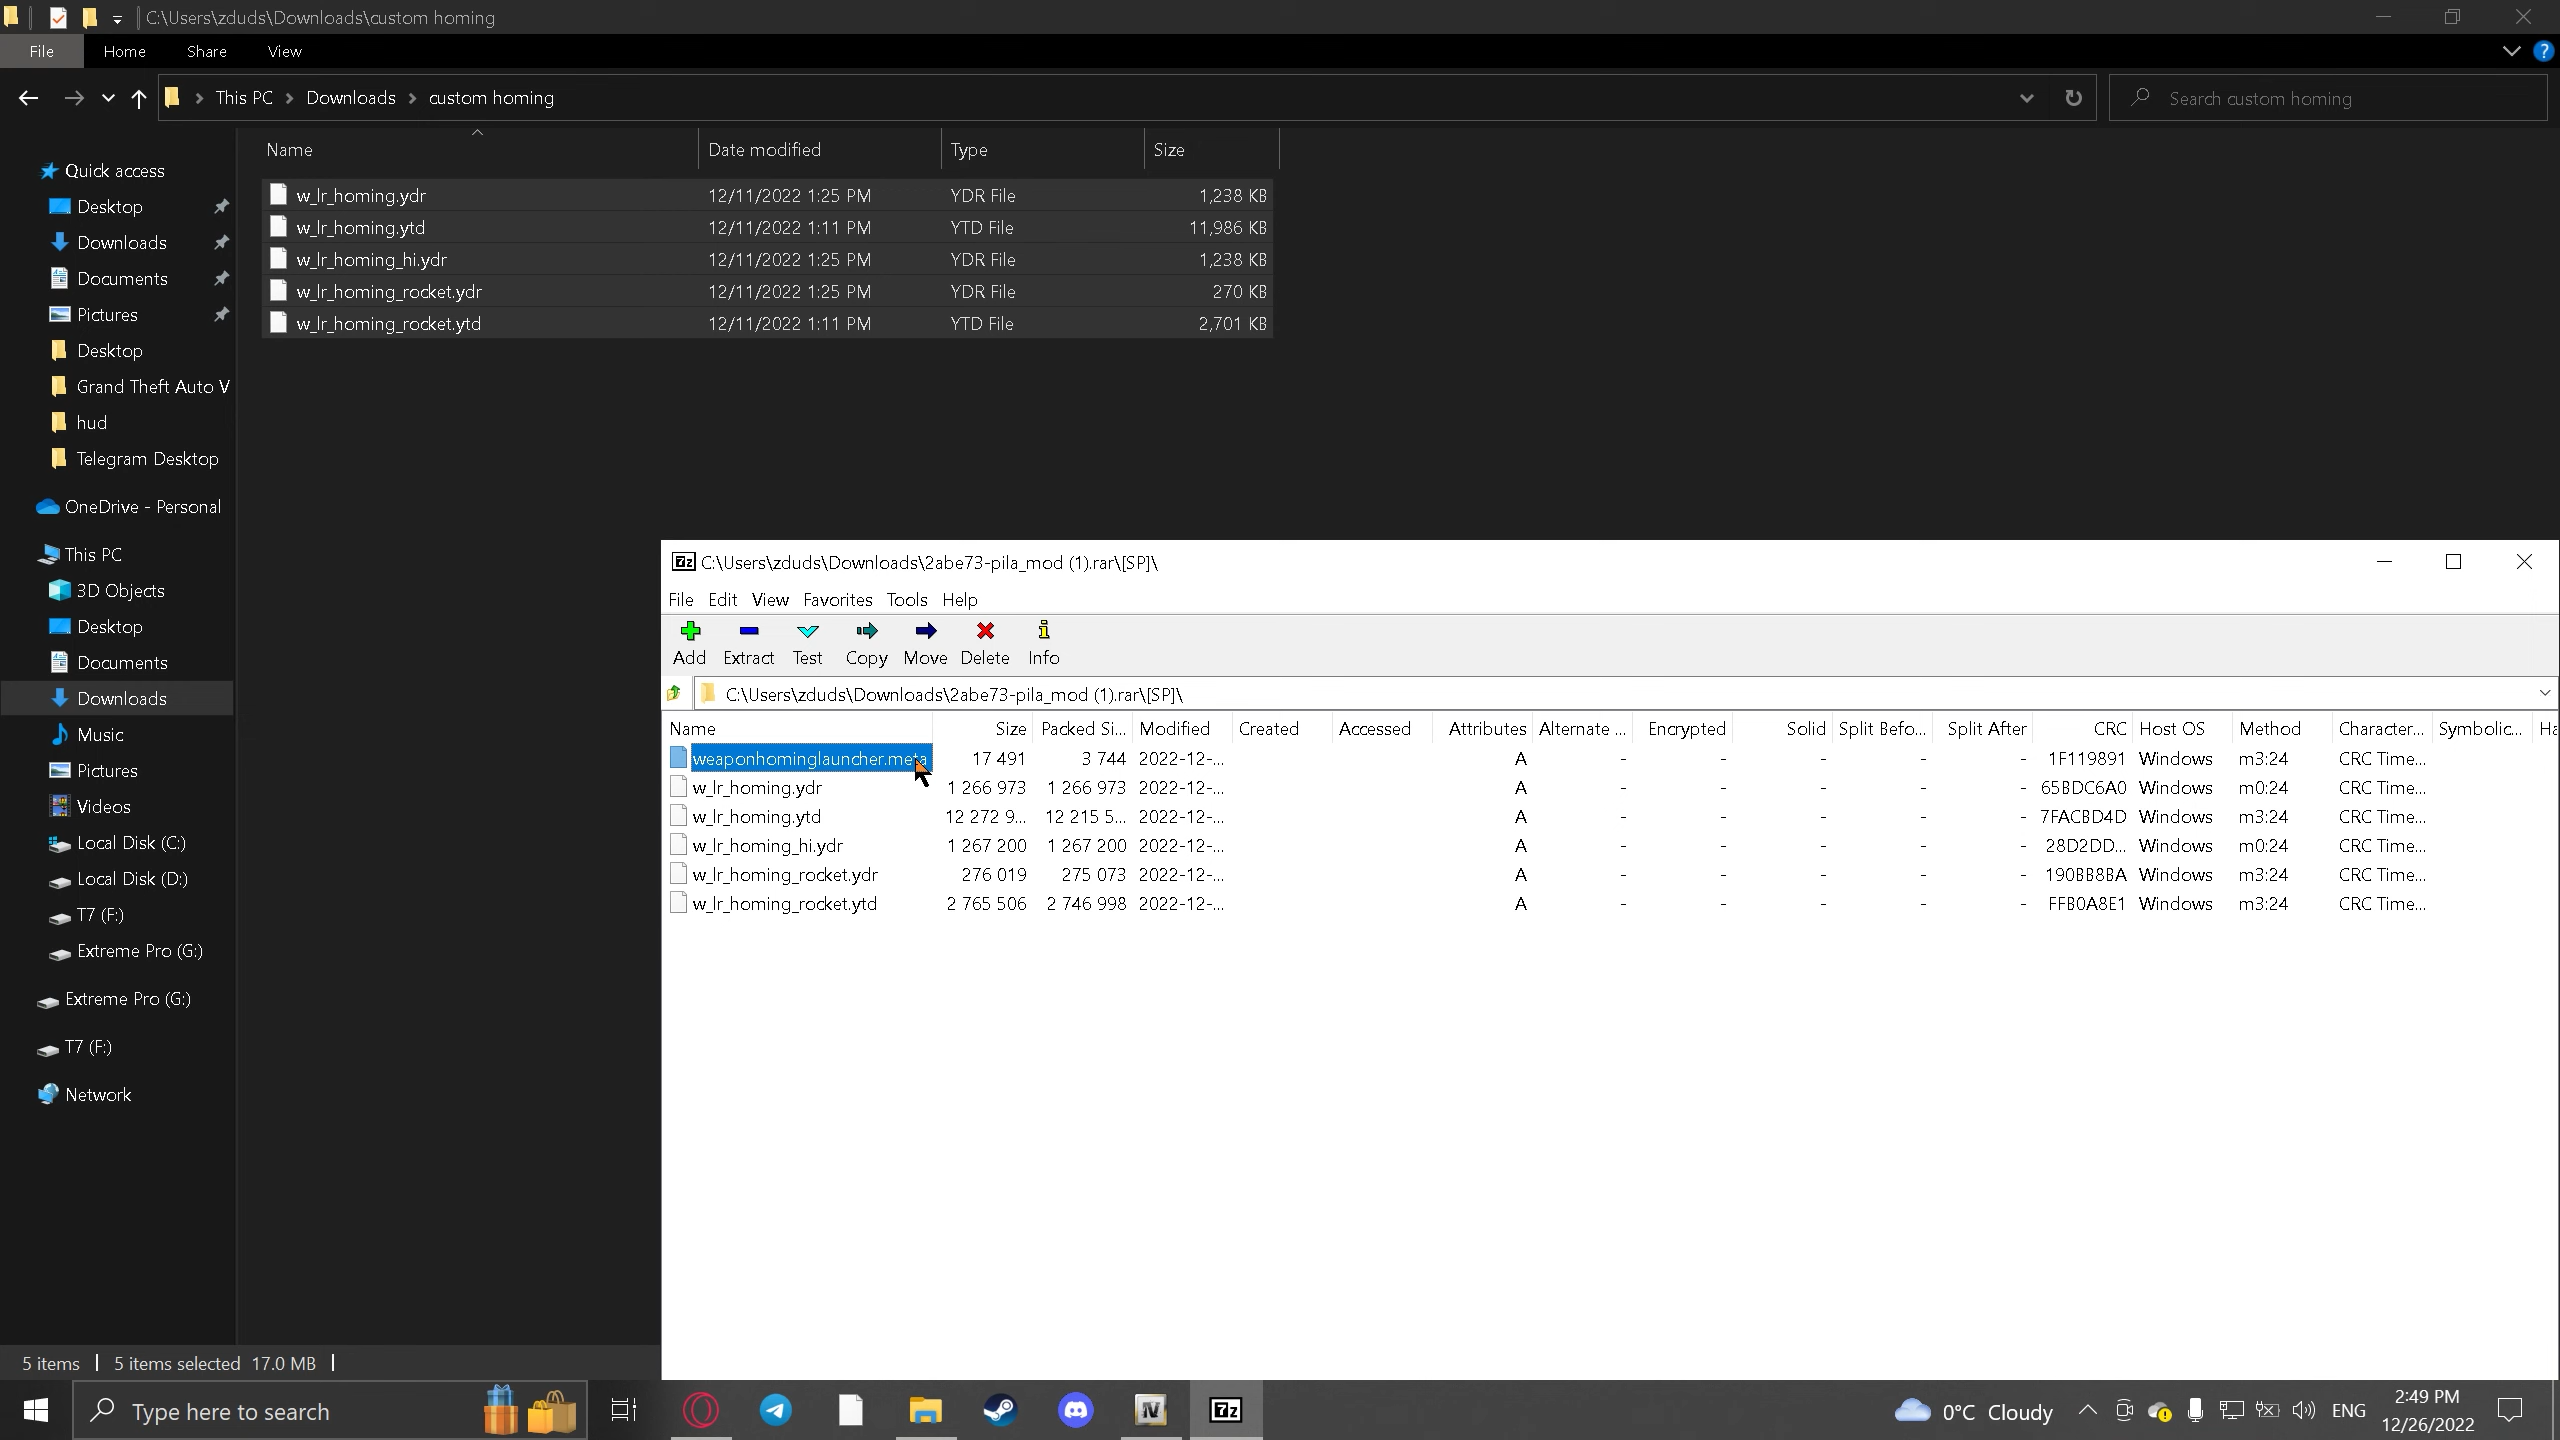 C:\Users\zduds\Downloads\custom homing
File Home Share View
This PC Downloads custom homing
Search custom homing
Name Date modified Type Size
w_lr_homing.ydr 12/11/2022 1:25 PM YDR File 1,238 KB
w_lr_homing.ytd 12/11/2022 1:11 PM YTD File 11,986 KB
w_lr_homing_hi.ydr 12/11/2022 1:25 PM YDR File 1,238 KB
w_lr_homing_rocket.ydr 12/11/2022 1:25 PM YDR File 270 KB
w_lr_homing_rocket.ytd 12/11/2022 1:11 PM YTD File 2,701 KB
Quick access
Desktop
Downloads
Documents
Pictures
Desktop
Grand Theft Auto V
hud
Telegram Desktop
OneDrive - Personal
This PC
3D Objects
Desktop
Documents
Downloads
Music
Pictures
Videos
Local Disk (C:)
Local Disk (D:)
T7 (F:)
Extreme Pro (G:)
Extreme Pro (G:)
T7 (F:)
Network
5 items 5 items selected 17.0 MB
C:\Users\zduds\Downloads\2abe73-pila_mod (1).rar\[SP]\
File Edit View Favorites Tools Help
Add Extract Test Copy Move Delete Info
C:\Users\zduds\Downloads\2abe73-pila_mod (1).rar\[SP]\
Name Size Packed Si... Modified Created Accessed Attributes Alternate ... Encrypted Solid Split Befo... Split After CRC Host OS Method Character... Symbolic... Ha
weaponhominglauncher.meta 17 491 3 744 2022-12-... A - - - - 1F119891 Windows m3:24 CRC Time...
w_lr_homing.ydr 1 266 973 1 266 973 2022-12-... A - - - - 65BDC6A0 Windows m0:24 CRC Time...
w_lr_homing.ytd 12 272 9... 12 215 5... 2022-12-... A - - - - 7FACBD4D Windows m3:24 CRC Time...
w_lr_homing_hi.ydr 1 267 200 1 267 200 2022-12-... A - - - - 28D2DD... Windows m0:24 CRC Time...
w_lr_homing_rocket.ydr 276 019 275 073 2022-12-... A - - - - 190BB8BA Windows m3:24 CRC Time...
w_lr_homing_rocket.ytd 2 765 506 2 746 998 2022-12-... A - - - - FFB0A8E1 Windows m3:24 CRC Time...
Type here to search
0°C Cloudy
ENG
2:49 PM
12/26/2022